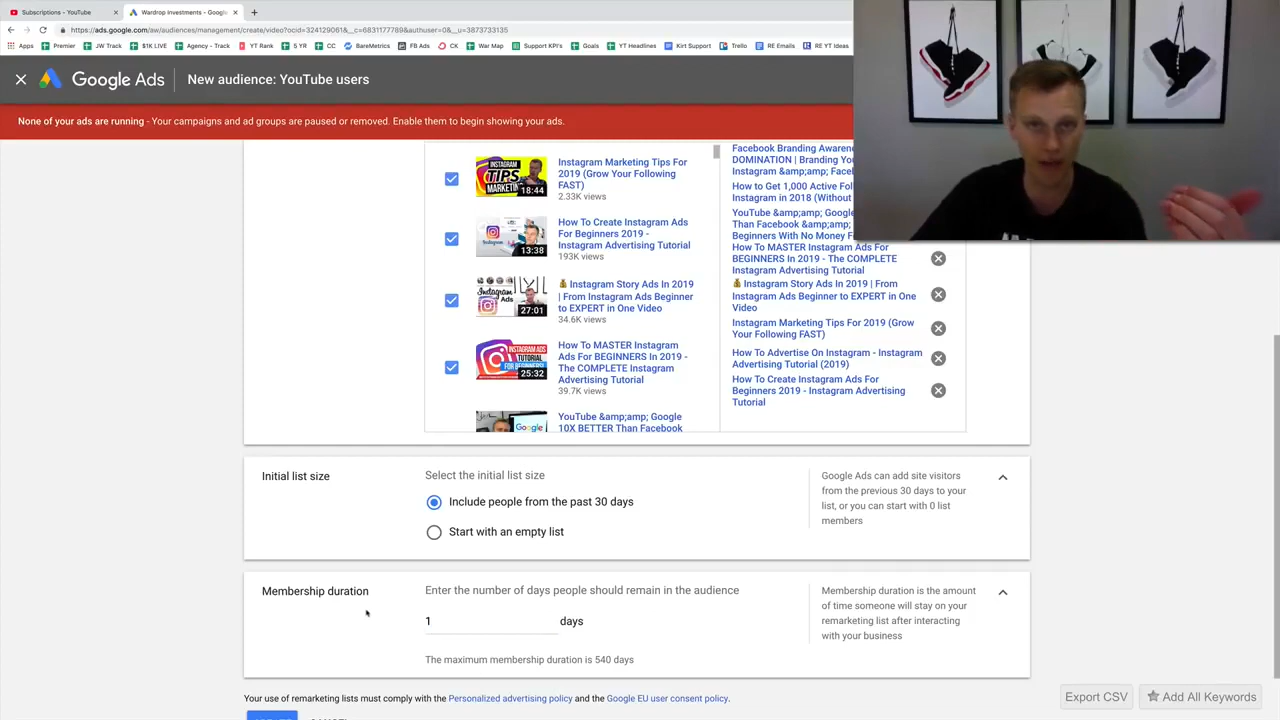 Subscriptions - YouTube
Wardrop Investments - Google
https://ads.google.com/aw/audiences/management/create/video?ocid=324129061&__c=6831177789&authuser=0&__u=3873733135
Apps
Premier
JW Track
$1K LIVE
Agency - Track
YT Rank
5 YR
CC
BareMetrics
FB Ads
CK
War Map
Support KPI's
Goals
YT Headlines
Kirt Support
Trello
RE Emails
RE YT Ideas
Google Ads
New audience: YouTube users
None of your ads are running - Your campaigns and ad groups are paused or removed. Enable them to begin showing your ads.
INSTAGRAM
TIPS
MARKETING
18:44
Instagram Marketing Tips For
2019 (Grow Your Following
FAST)
2.33K views
13:38
How To Create Instagram Ads
For Beginners 2019 -
Instagram Advertising Tutorial
193K views
Instagram
Ads
27:01
Instagram Story Ads In 2019
| From Instagram Ads Beginner
to EXPERT in One Video
34.6K views
INSTAGRAM ADS
TUTORIAL
FOR BEGINNERS
25:32
How To MASTER Instagram
Ads For BEGINNERS In 2019 -
The COMPLETE Instagram
Advertising Tutorial
39.7K views
Google
YouTube &amp;amp; Google
10X BETTER Than Facebook
Facebook Branding Awaren
DOMINATION | Branding Yo
Instagram &amp;amp; Face
How to Get 1,000 Active Fol
Instagram in 2018 (Without
YouTube &amp;amp; Google
Than Facebook &amp;amp;
Beginners With No Money F
How To MASTER Instagram Ads For
BEGINNERS In 2019 - The COMPLETE
Instagram Advertising Tutorial
Instagram Story Ads In 2019 | From
Instagram Ads Beginner to EXPERT in One
Video
Instagram Marketing Tips For 2019 (Grow
Your Following FAST)
How To Advertise On Instagram - Instagram
Advertising Tutorial (2019)
How To Create Instagram Ads For
Beginners 2019 - Instagram Advertising
Tutorial
Initial list size
Select the initial list size
Include people from the past 30 days
Start with an empty list
Google Ads can add site visitors
from the previous 30 days to your
list, or you can start with 0 list
members
Membership duration
Enter the number of days people should remain in the audience
1 days
The maximum membership duration is 540 days
Membership duration is the amount
of time someone will stay on your
remarketing list after interacting
with your business
Your use of remarketing lists must comply with the Personalized advertising policy and the Google EU user consent policy.
Export CSV
Add All Keywords